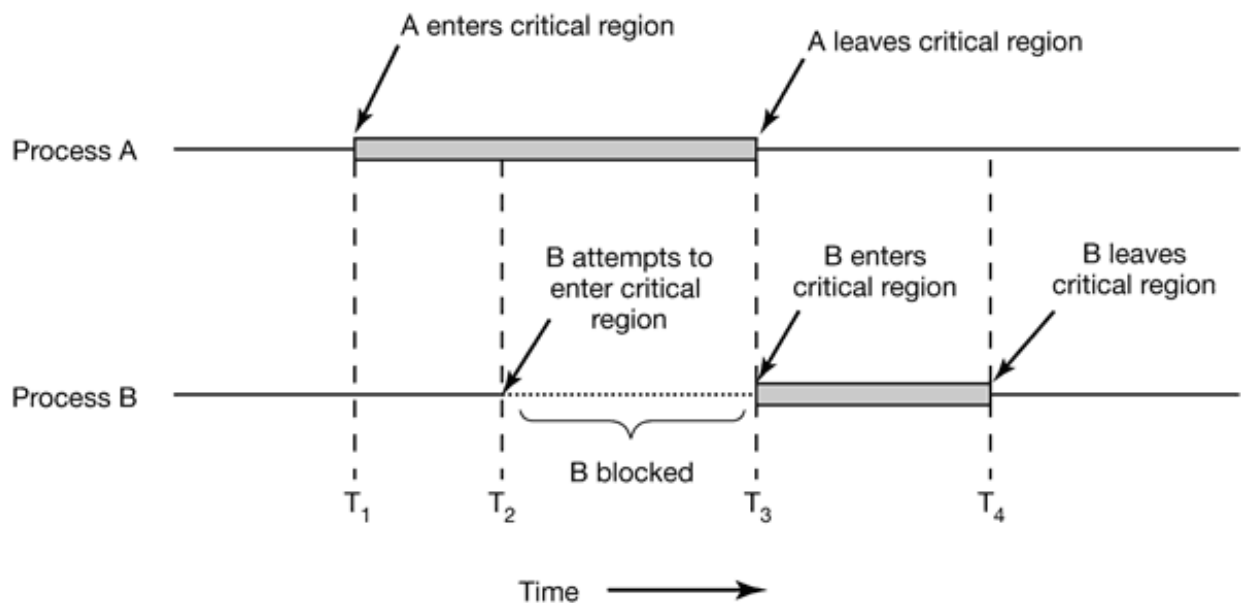 A enters critical region
A leaves critical region
Process A
B attempts to
enter critical
region
B enters
critical region
B leaves
critical region
Process B
B blocked
T1
T2
T3
T4
Time